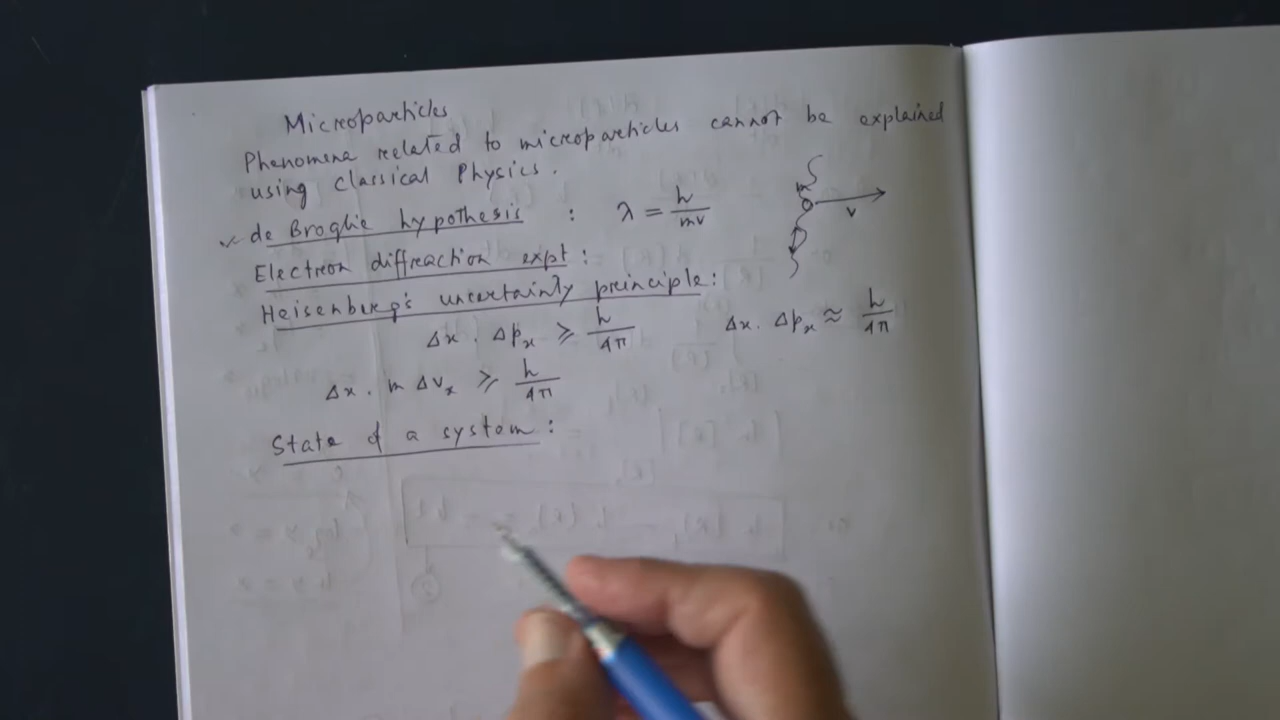 Microparticles
Phenomena related to microparticles cannot be explained
using Classical Physics.
de Broglie hypothesis : λ = h/mv
v
Electron diffraction expt :
Heisenberg's uncertainty principle :
Δx . Δpx ⩾ h/4π Δx . Δpx ≈ h/4π
Δx . m Δvx ⩾ h/4π
State of a system :